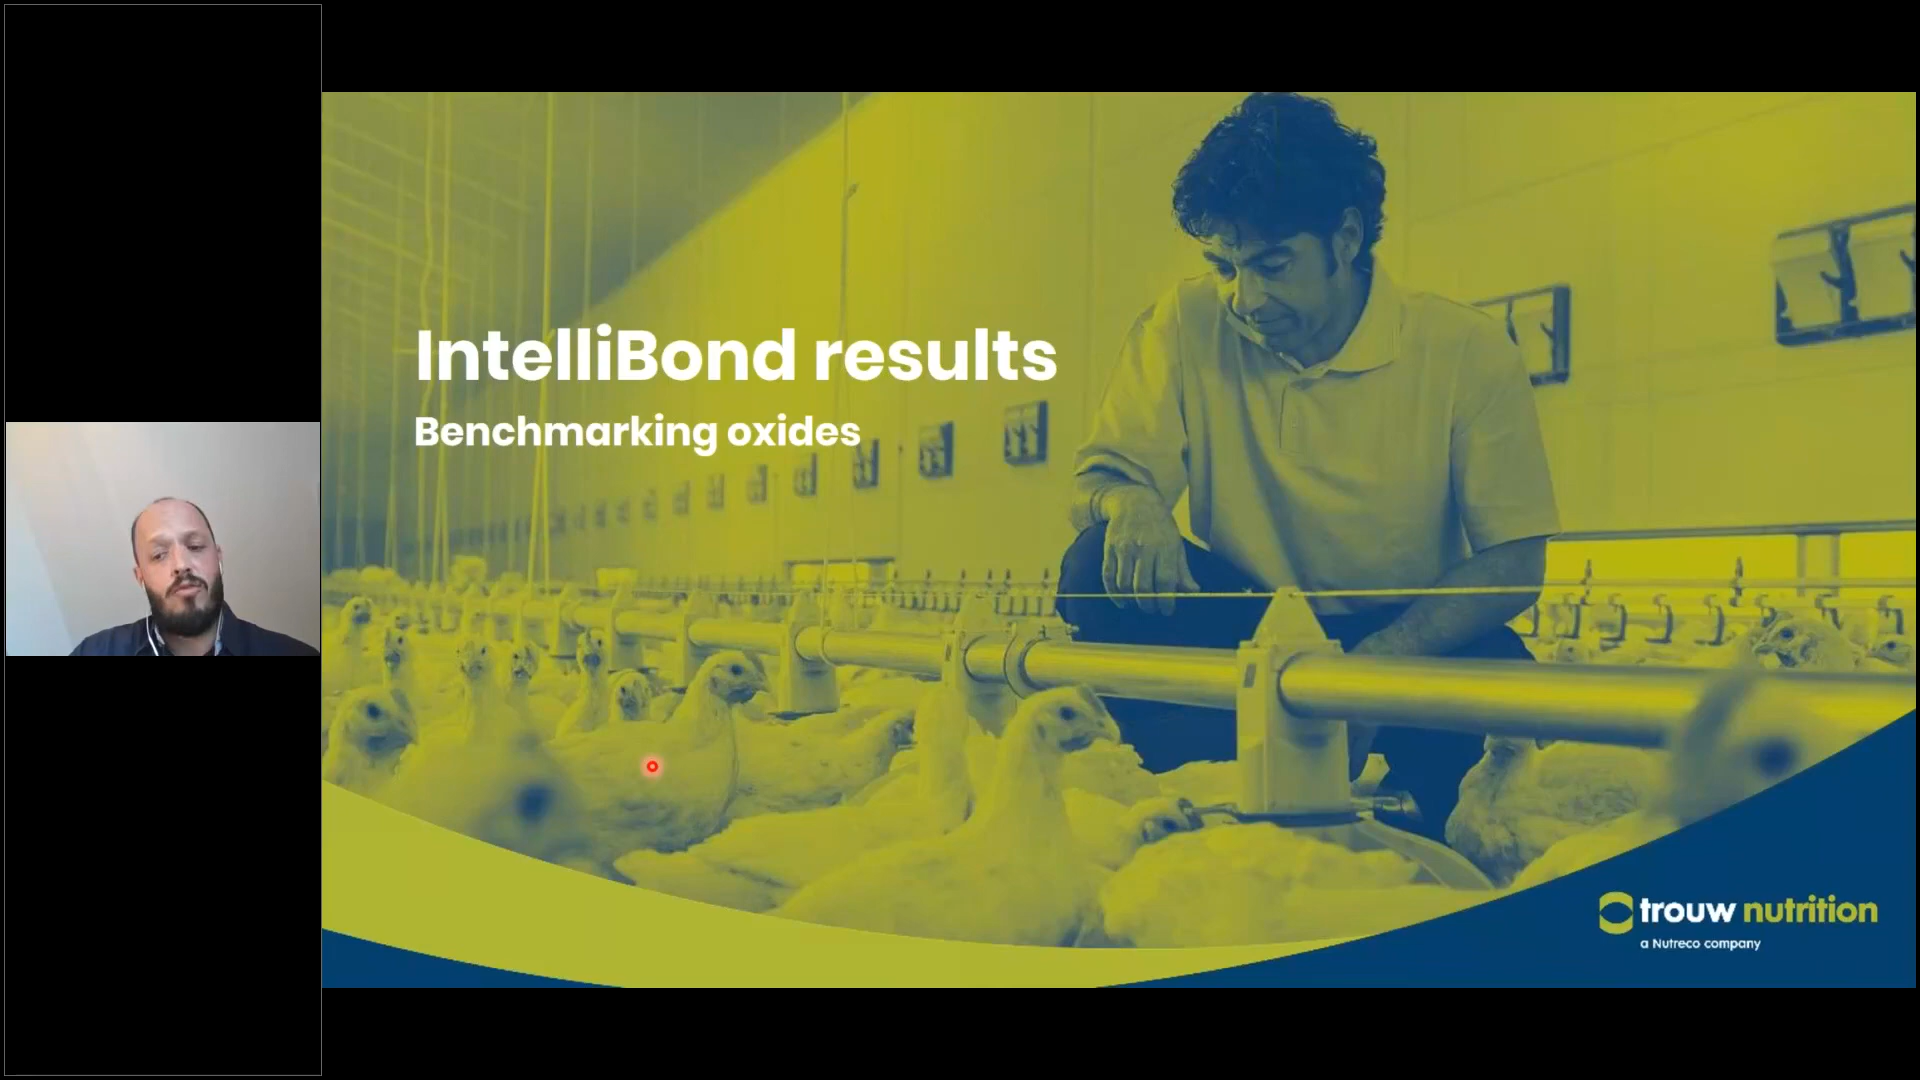 IntelliBond results
Benchmarking oxides
trouw nutrition
a Nutreco company